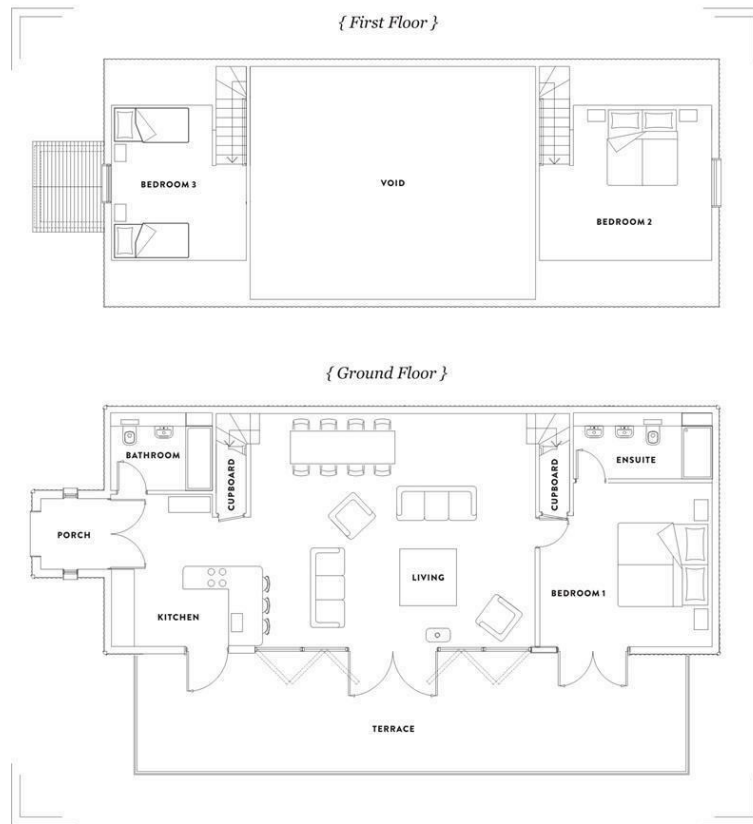 { First Floor }
BEDROOM 3
VOID
BEDROOM 2
{ Ground Floor }
BATHROOM
CUPBOARD
CUPBOARD
ENSUITE
PORCH
LIVING
BEDROOM 1
KITCHEN
TERRACE